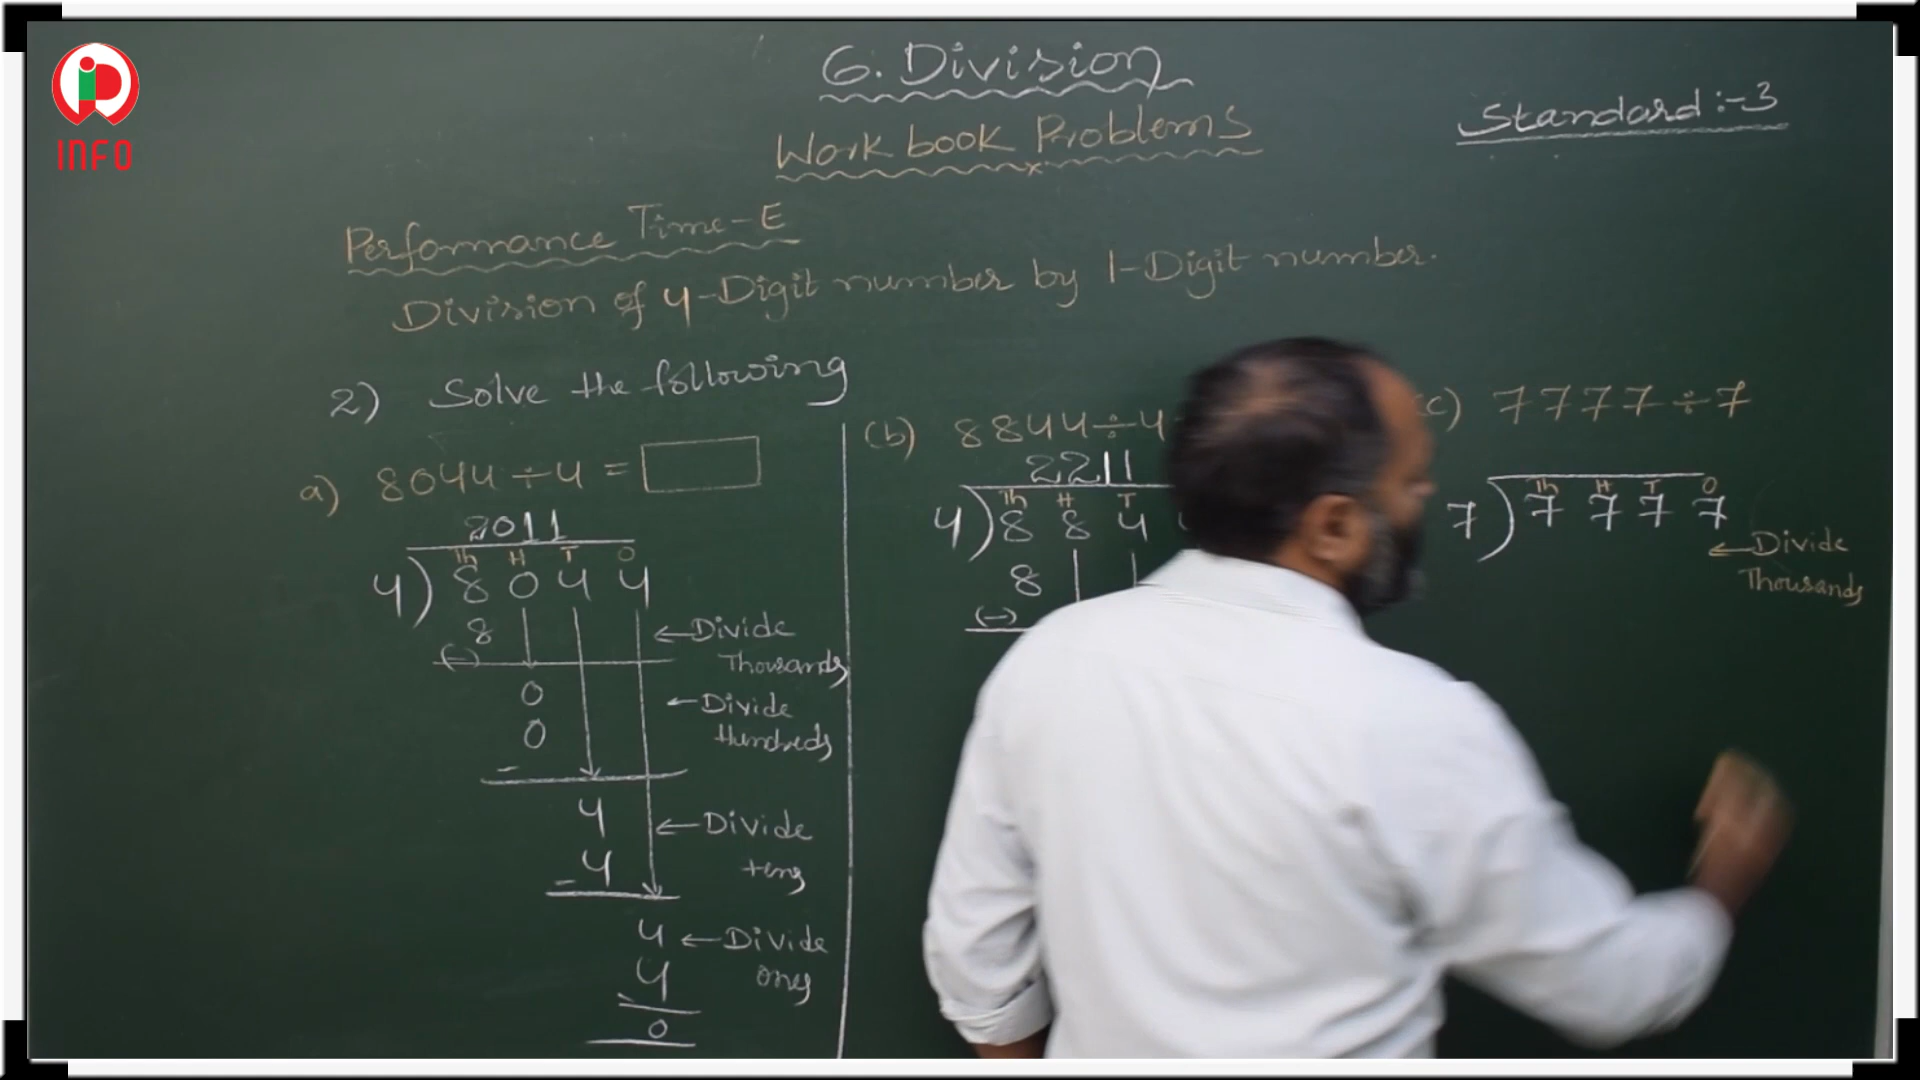 INFO
6. Division
Work book Problems
Standard :- 3
Performance Time-E
Division of 4-Digit number by 1-Digit number.
2) Solve the following
a) 8044 ÷ 4 =
2011
Th H T O
4) 8 0 4 4
8
(-)
← Divide
Thousands
0
← Divide
Hundreds
0
-
4
← Divide
tens
- 4
4 ← Divide
4 ones
-
0
(b) 8844 ÷ 4
2211
Th H T
4) 8 8 4
8
(-)
(c) 7777 ÷ 7
Th H T O
7) 7 7 7 7
← Divide
Thousands